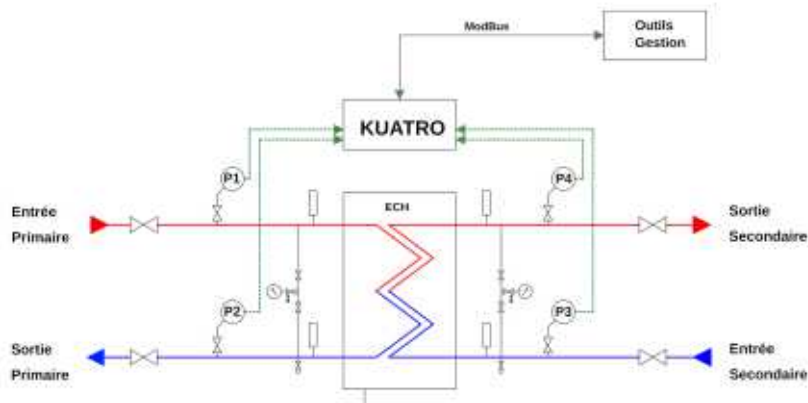 ModBus
Outils
Gestion
KUATRO
P1
P4
Entrée
Primaire
ECH
Sortie
Secondaire
P2
P3
Sortie
Primaire
Entrée
Secondaire